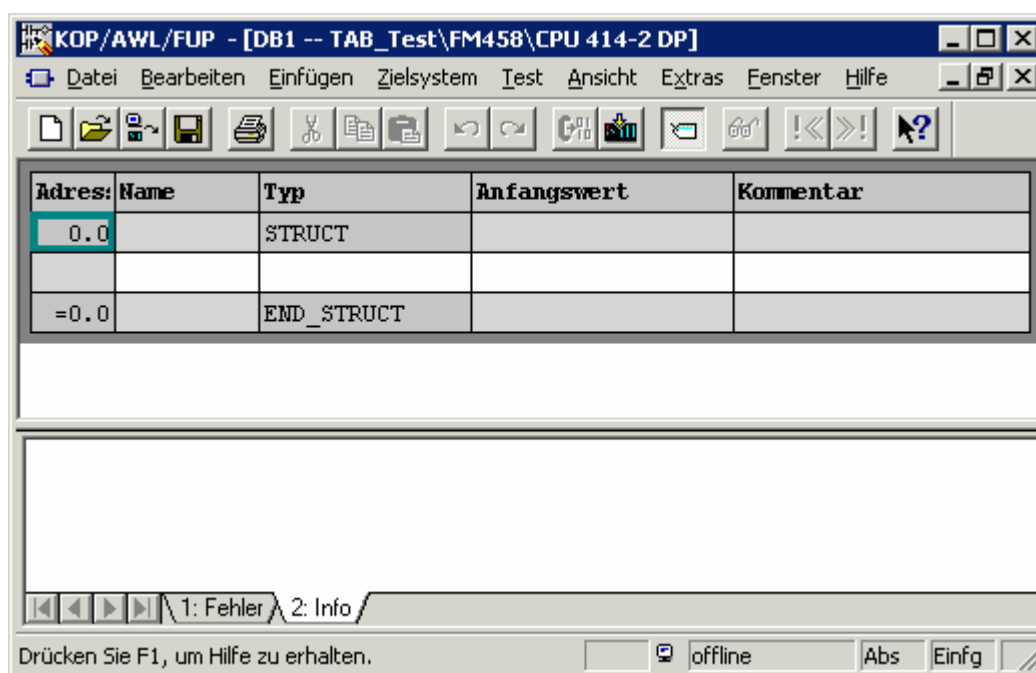 KOP/AWL/FUP - [DB1 -- TAB_Test\FM458\CPU 414-2 DP]
Datei Bearbeiten Einfügen Zielsystem Test Ansicht Extras Fenster Hilfe
Adres: Name Typ Anfangswert Kommentar
0.0 STRUCT
=0.0 END_STRUCT
1: Fehler 2: Info
Drücken Sie F1, um Hilfe zu erhalten. offline Abs Einfg